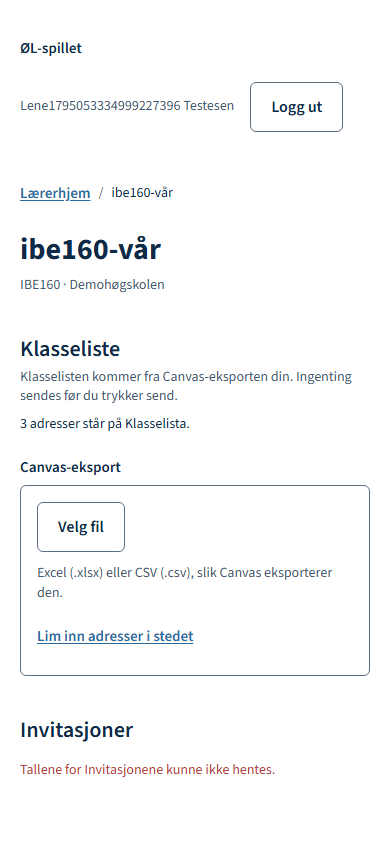 ØL-spillet
Lene1795053334999227396 Testesen
Logg ut
Lærerhjem / ibe160-vår
ibe160-vår
IBE160 · Demohøgskolen
Klasseliste
Klasselisten kommer fra Canvas-eksporten din. Ingenting
sendes før du trykker send.
3 adresser står på Klasselista.
Canvas-eksport
Velg fil
Excel (.xlsx) eller CSV (.csv), slik Canvas eksporterer
den.
Lim inn adresser i stedet
Invitasjoner
Tallene for Invitasjonene kunne ikke hentes.